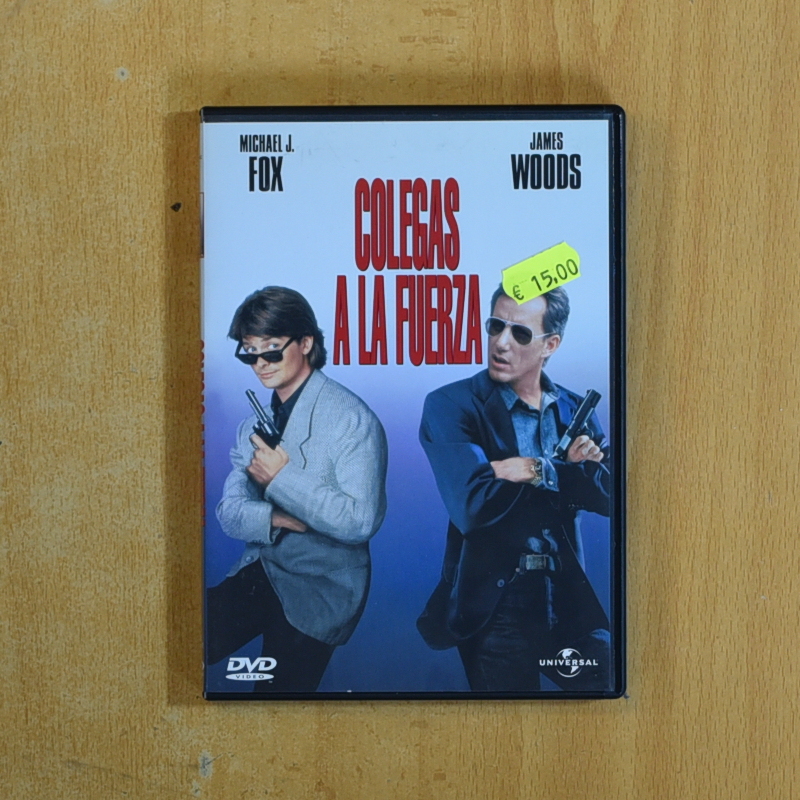 MICHAEL J.
FOX
JAMES
WOODS
COLEGAS
A LA FUERZA
€ 15,00
DVD
VIDEO
UNIVERSAL